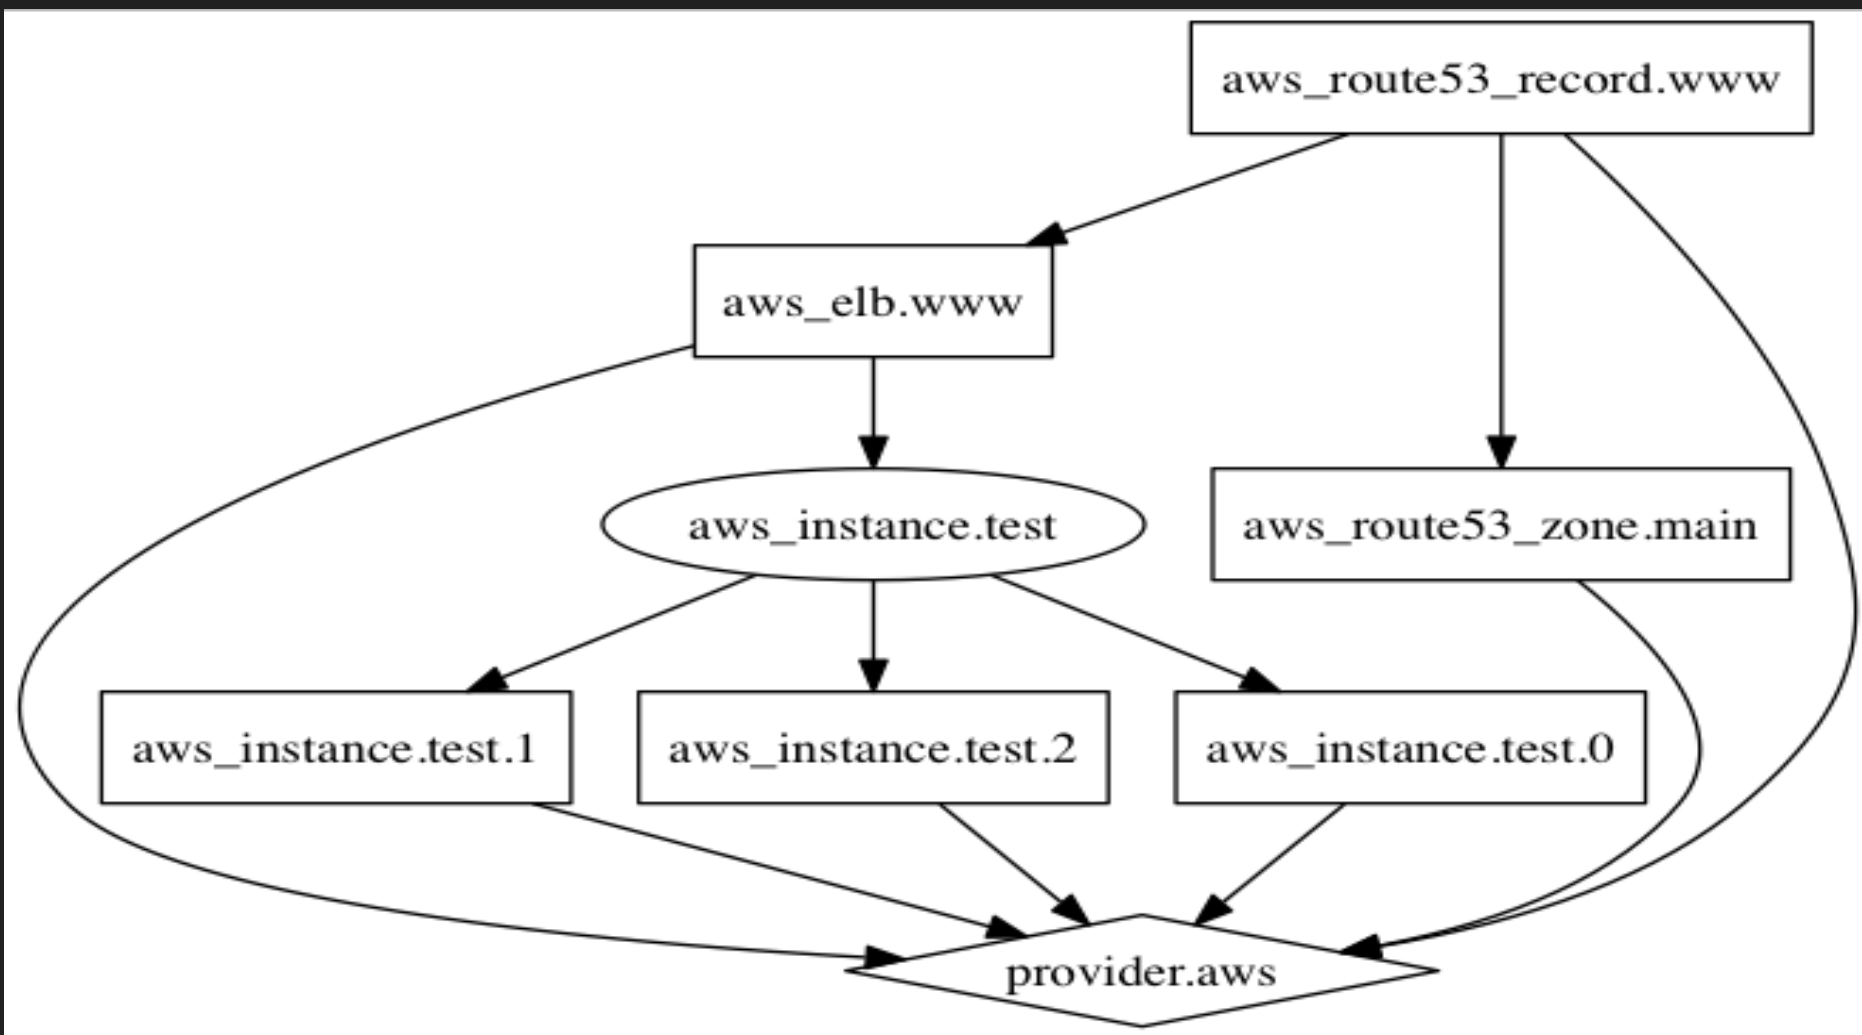 aws_route53_record.www
aws_elb.www
aws_instance.test
aws_route53_zone.main
aws_instance.test.1
aws_instance.test.2
aws_instance.test.0
provider.aws